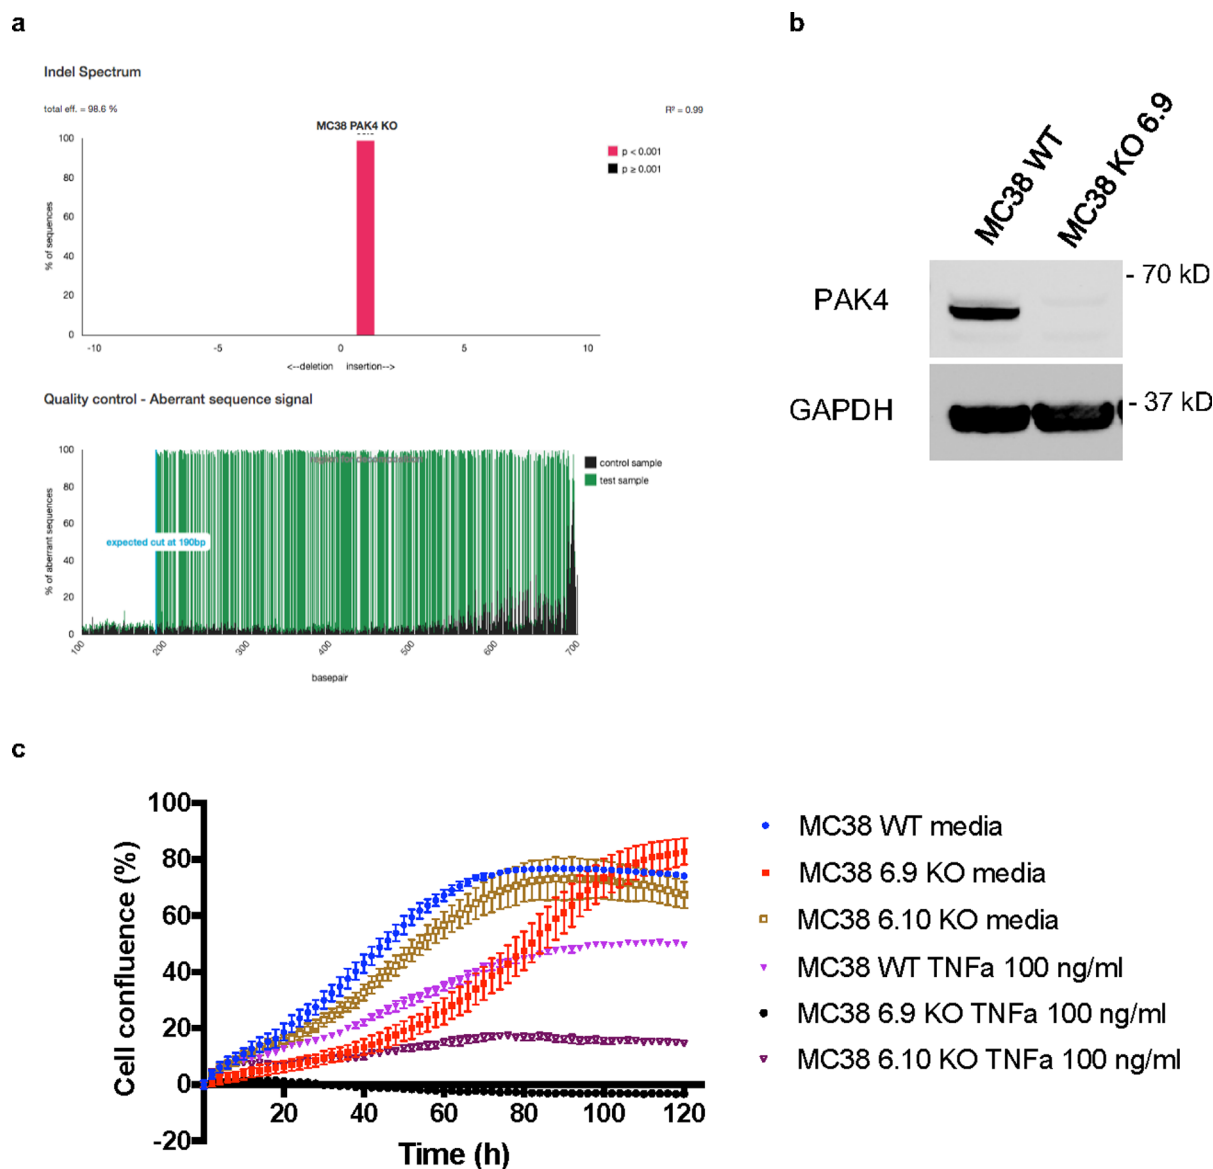 a
Indel Spectrum
total eff. = 98.6 %
R² = 0.99
MC38 PAK4 KO
p < 0.001
p ≥ 0.001
% of sequences
100
80
60
40
20
0
-10
-5
0
5
10
<--deletion insertion-->
Quality control - Aberrant sequence signal
control sample
test sample
% of aberrant sequences
100
80
60
40
20
0
expected cut at 190bp
100
200
300
400
500
600
700
basepair
b
MC38 WT
MC38 KO 6.9
PAK4
- 70 kD
GAPDH
- 37 kD
c
Cell confluence (%)
100
80
60
40
20
0
-20
20
40
60
80
100
120
Time (h)
MC38 WT media
MC38 6.9 KO media
MC38 6.10 KO media
MC38 WT TNFa 100 ng/ml
MC38 6.9 KO TNFa 100 ng/ml
MC38 6.10 KO TNFa 100 ng/ml